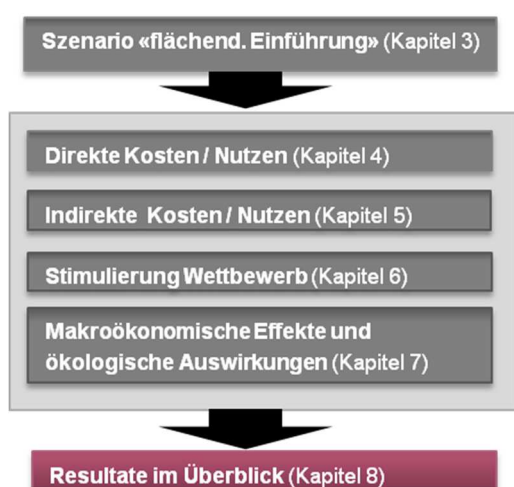 Szenario «flächend. Einführung» (Kapitel 3)
Direkte Kosten / Nutzen (Kapitel 4)
Indirekte Kosten / Nutzen (Kapitel 5)
Stimulierung Wettbewerb (Kapitel 6)
Makroökonomische Effekte und
ökologische Auswirkungen (Kapitel 7)
Resultate im Überblick (Kapitel 8)